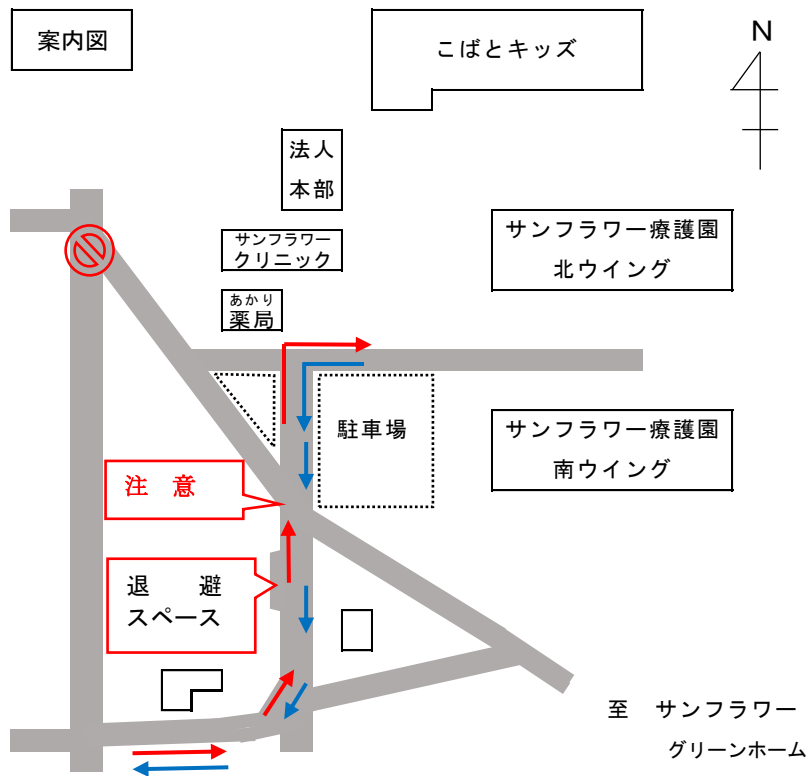 案内図
こばとキッズ
N
法人
本部
サンフラワー
クリニック
サンフラワー療護園
北ウイング
あかり
薬局
駐車場
サンフラワー療護園
南ウイング
注 意
退 避
スペース
至 サンフラワー
グリーンホーム